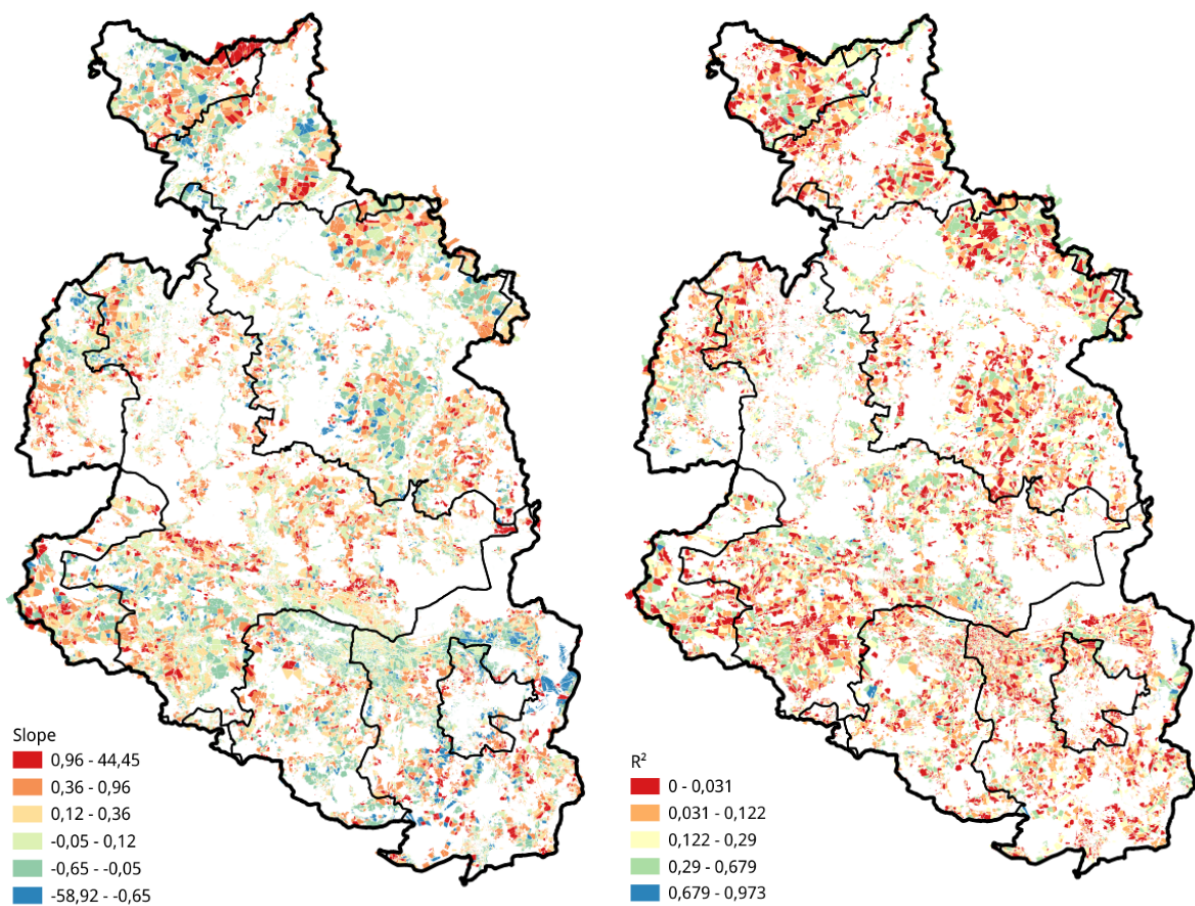 Slope
0,96 - 44,45
0,36 - 0,96
0,12 - 0,36
-0,05 - 0,12
-0,65 - -0,05
-58,92 - -0,65
R²
0 - 0,031
0,031 - 0,122
0,122 - 0,29
0,29 - 0,679
0,679 - 0,973